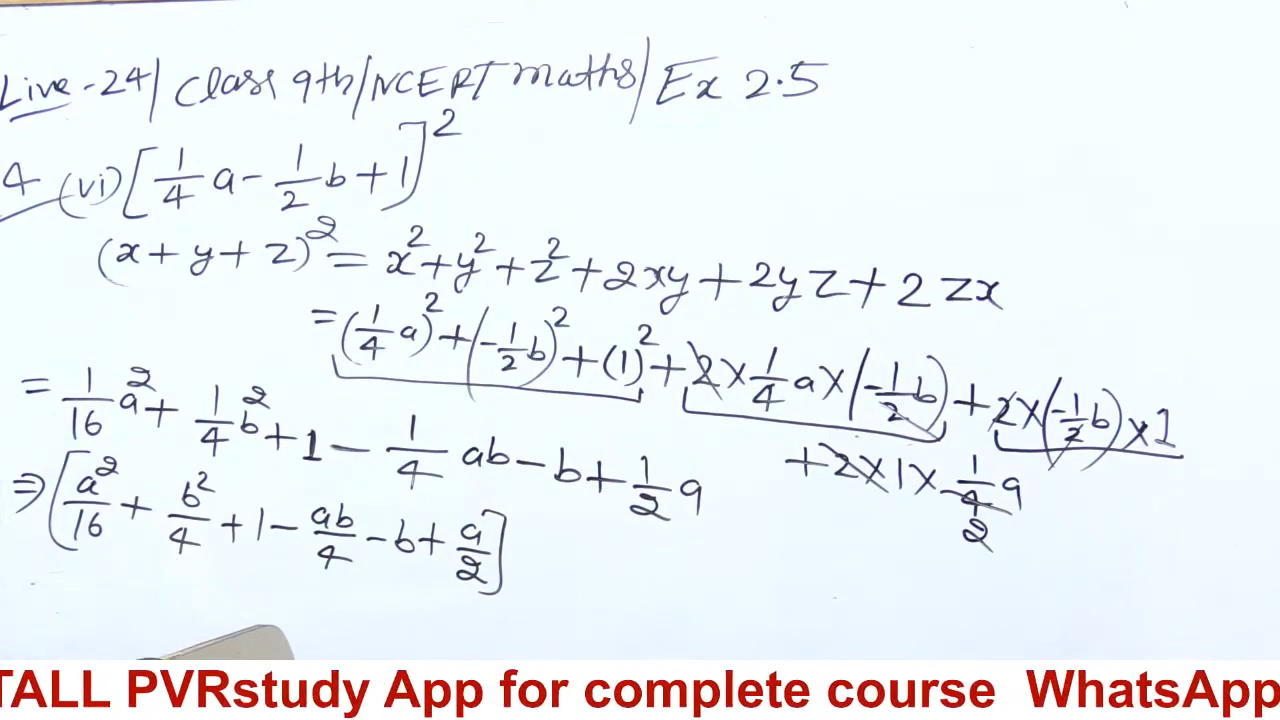 Live-24/ Class 9th/NCERT maths/ Ex 2.5
4 (vi) [1/4 a - 1/2 b + 1]²
(x + y + z)² = x² + y² + z² + 2xy + 2yz + 2zx
= (1/4 a)² + (-1/2 b)² + (1)² + 2 × 1/4 a × (-1/2 b) + 2 × (-1/2 b) × 1
+ 2 × 1 × 1/4 a
2
= 1/16 a² + 1/4 b² + 1 - 1/4 ab - b + 1/2 a
⇒ [a²/16 + b²/4 + 1 - ab/4 - b + a/2]
TALL PVRstudy App for complete course WhatsApp